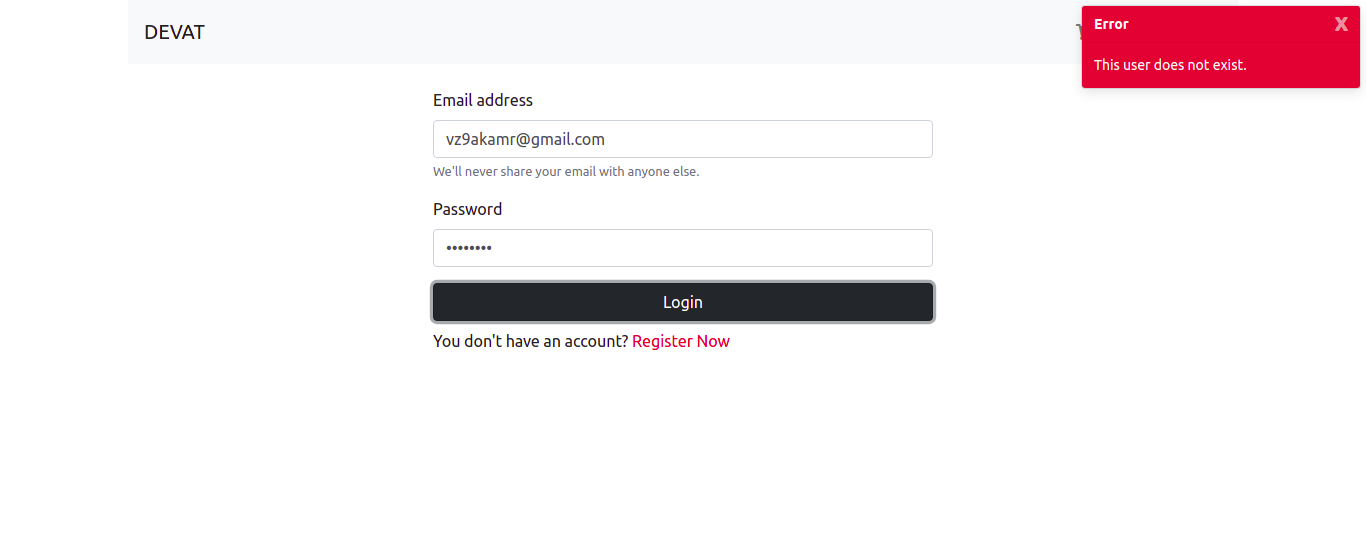 DEVAT
Error
X
This user does not exist.
Email address
vz9akamr@gmail.com
We'll never share your email with anyone else.
Password
••••••••
Login
You don't have an account? Register Now